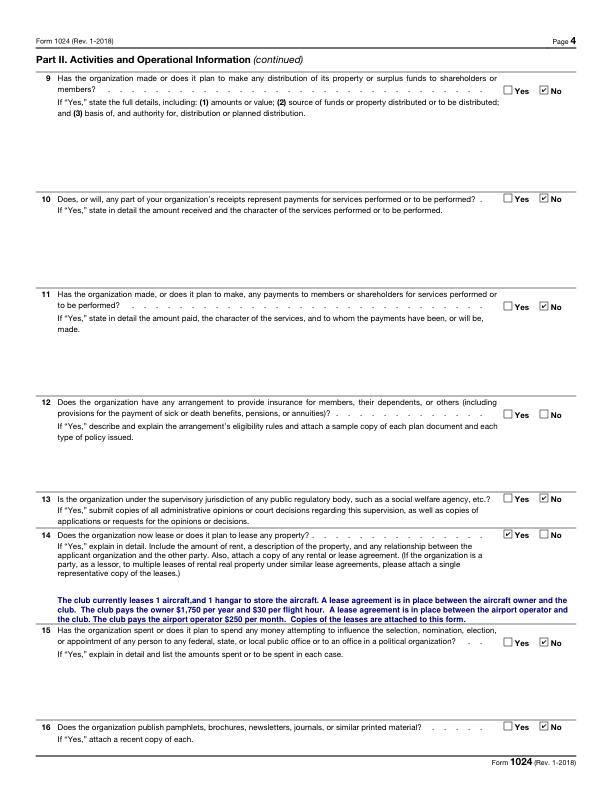 Form 1024 (Rev. 1-2018) Page 4
Part II. Activities and Operational Information (continued)
9 Has the organization made or does it plan to make any distribution of its property or surplus funds to shareholders or
members? . . . . . . . . . . . . . . . . . . . . . . . . . . . . ☐ Yes ☑ No
If “Yes,” state the full details, including: (1) amounts or value; (2) source of funds or property distributed or to be distributed;
and (3) basis of, and authority for, distribution or planned distribution.
10 Does, or will, any part of your organization’s receipts represent payments for services performed or to be performed? . ☐ Yes ☑ No
If “Yes,” state in detail the amount received and the character of the services performed or to be performed.
11 Has the organization made, or does it plan to make, any payments to members or shareholders for services performed or
to be performed? . . . . . . . . . . . . . . . . . . . . . . . . . ☐ Yes ☑ No
If “Yes,” state in detail the amount paid, the character of the services, and to whom the payments have been, or will be,
made.
12 Does the organization have any arrangement to provide insurance for members, their dependents, or others (including
provisions for the payment of sick or death benefits, pensions, or annuities)? . . . . . . . . . . . ☐ Yes ☐ No
If “Yes,” describe and explain the arrangement’s eligibility rules and attach a sample copy of each plan document and each
type of policy issued.
13 Is the organization under the supervisory jurisdiction of any public regulatory body, such as a social welfare agency, etc.? ☐ Yes ☑ No
If “Yes,” submit copies of all administrative opinions or court decisions regarding this supervision, as well as copies of
applications or requests for the opinions or decisions.
14 Does the organization now lease or does it plan to lease any property? . . . . . . . . . . . . . ☑ Yes ☐ No
If “Yes,” explain in detail. Include the amount of rent, a description of the property, and any relationship between the
applicant organization and the other party. Also, attach a copy of any rental or lease agreement. (If the organization is a
party, as a lessor, to multiple leases of rental real property under similar lease agreements, please attach a single
representative copy of the leases.)
The club currently leases 1 aircraft,and 1 hangar to store the aircraft. A lease agreement is in place between the aircraft owner and the
club. The club pays the owner $1,750 per year and $30 per flight hour. A lease agreement is in place between the airport operator and
the club. The club pays the airport operator $250 per month. Copies of the leases are attached to this form.
15 Has the organization spent or does it plan to spend any money attempting to influence the selection, nomination, election,
or appointment of any person to any federal, state, or local public office or to an office in a political organization? . . ☐ Yes ☑ No
If “Yes,” explain in detail and list the amounts spent or to be spent in each case.
16 Does the organization publish pamphlets, brochures, newsletters, journals, or similar printed material? . . . . . ☐ Yes ☑ No
If “Yes,” attach a recent copy of each.
Form 1024 (Rev. 1-2018)